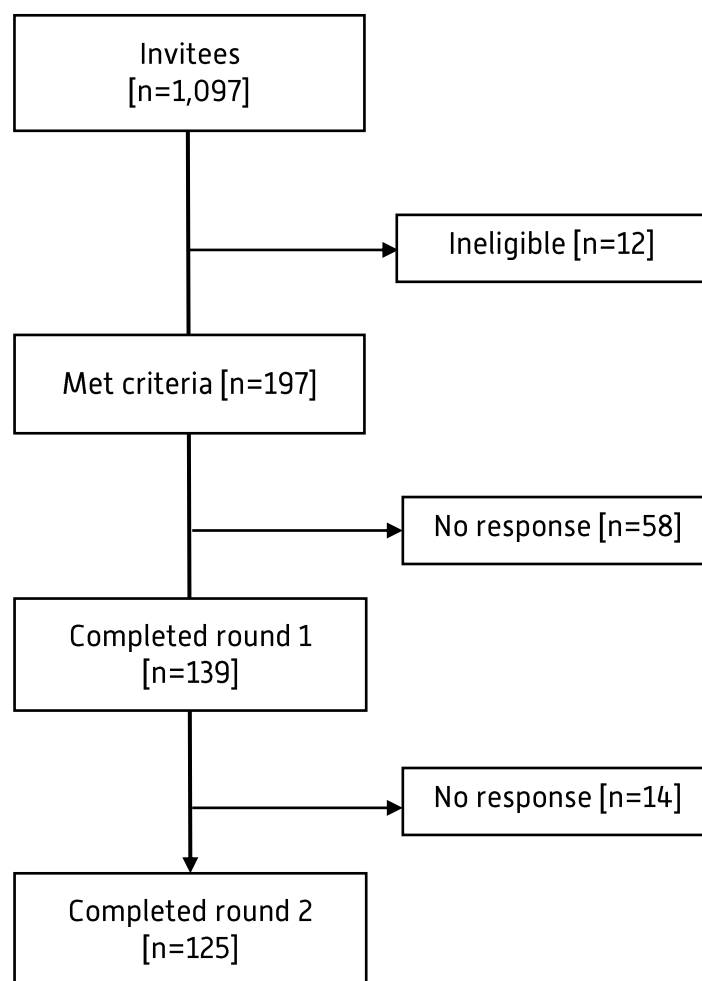 Invitees
[n=1,097]
Ineligible [n=12]
Met criteria [n=197]
No response [n=58]
Completed round 1
[n=139]
No response [n=14]
Completed round 2
[n=125]